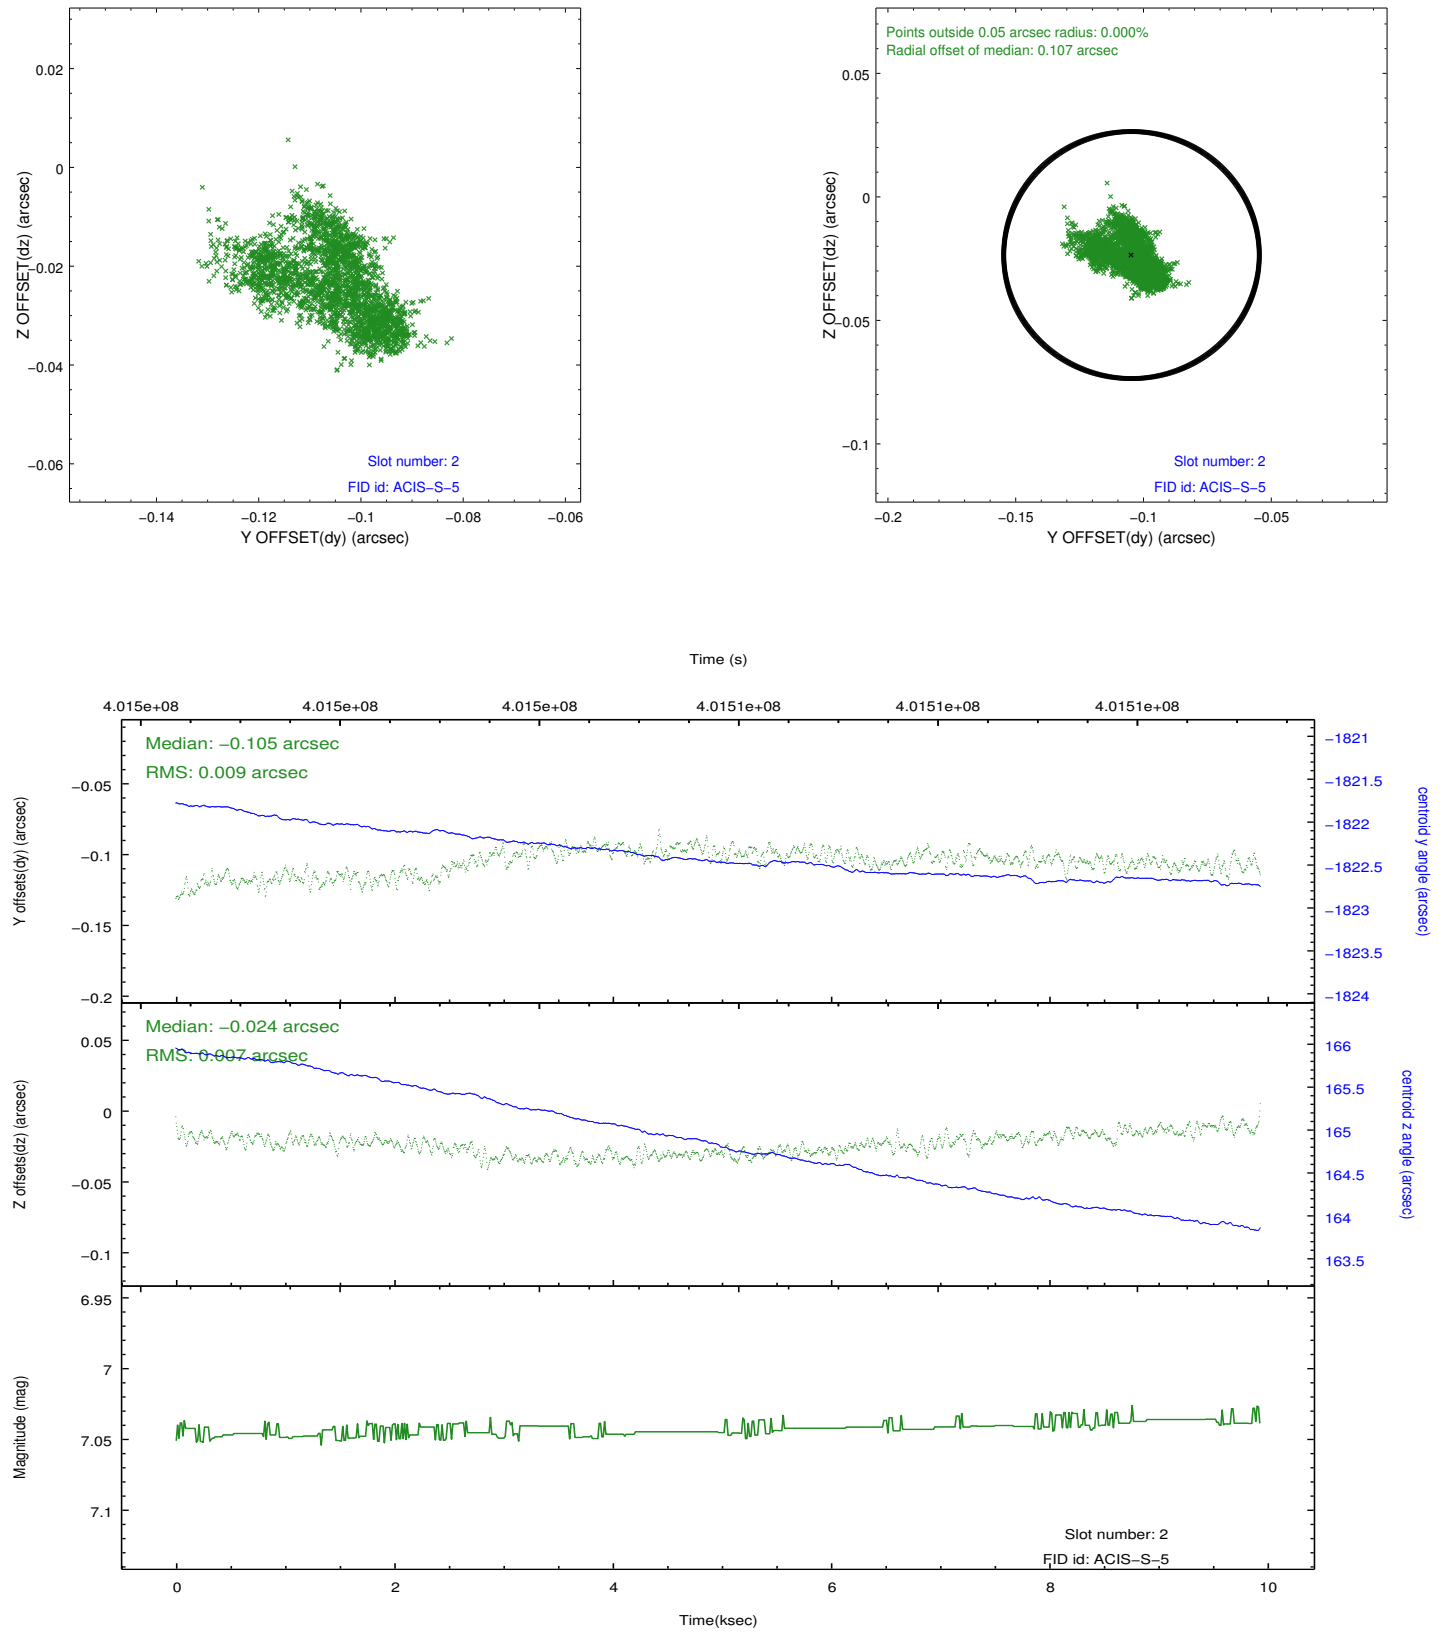 0.02
0
−0.02
−0.04
−0.06
Z OFFSET(dz) (arcsec)
Slot number: 2
FID id: ACIS−S−5
−0.14 −0.12 −0.1 −0.08 −0.06
Y OFFSET(dy) (arcsec)
Points outside 0.05 arcsec radius: 0.000%
Radial offset of median: 0.107 arcsec
0.05
0
−0.05
−0.1
Z OFFSET(dz) (arcsec)
Slot number: 2
FID id: ACIS−S−5
−0.2 −0.15 −0.1 −0.05
Y OFFSET(dy) (arcsec)
Time (s)
4.015e+08 4.015e+08 4.015e+08 4.0151e+08 4.0151e+08 4.0151e+08
Median: −0.105 arcsec
RMS: 0.009 arcsec
−0.05
−0.1
−0.15
−0.2
Y offsets(dy) (arcsec)
−1821
−1821.5
−1822
−1822.5
−1823
−1823.5
−1824
centroid y angle (arcsec)
Median: −0.024 arcsec
RMS: 0.007 arcsec
0.05
0
−0.05
−0.1
Z offsets(dz) (arcsec)
166
165.5
165
164.5
164
163.5
centroid z angle (arcsec)
6.95
7
7.05
7.1
Magnitude (mag)
Slot number: 2
FID id: ACIS−S−5
0 2 4 6 8 10
Time(ksec)